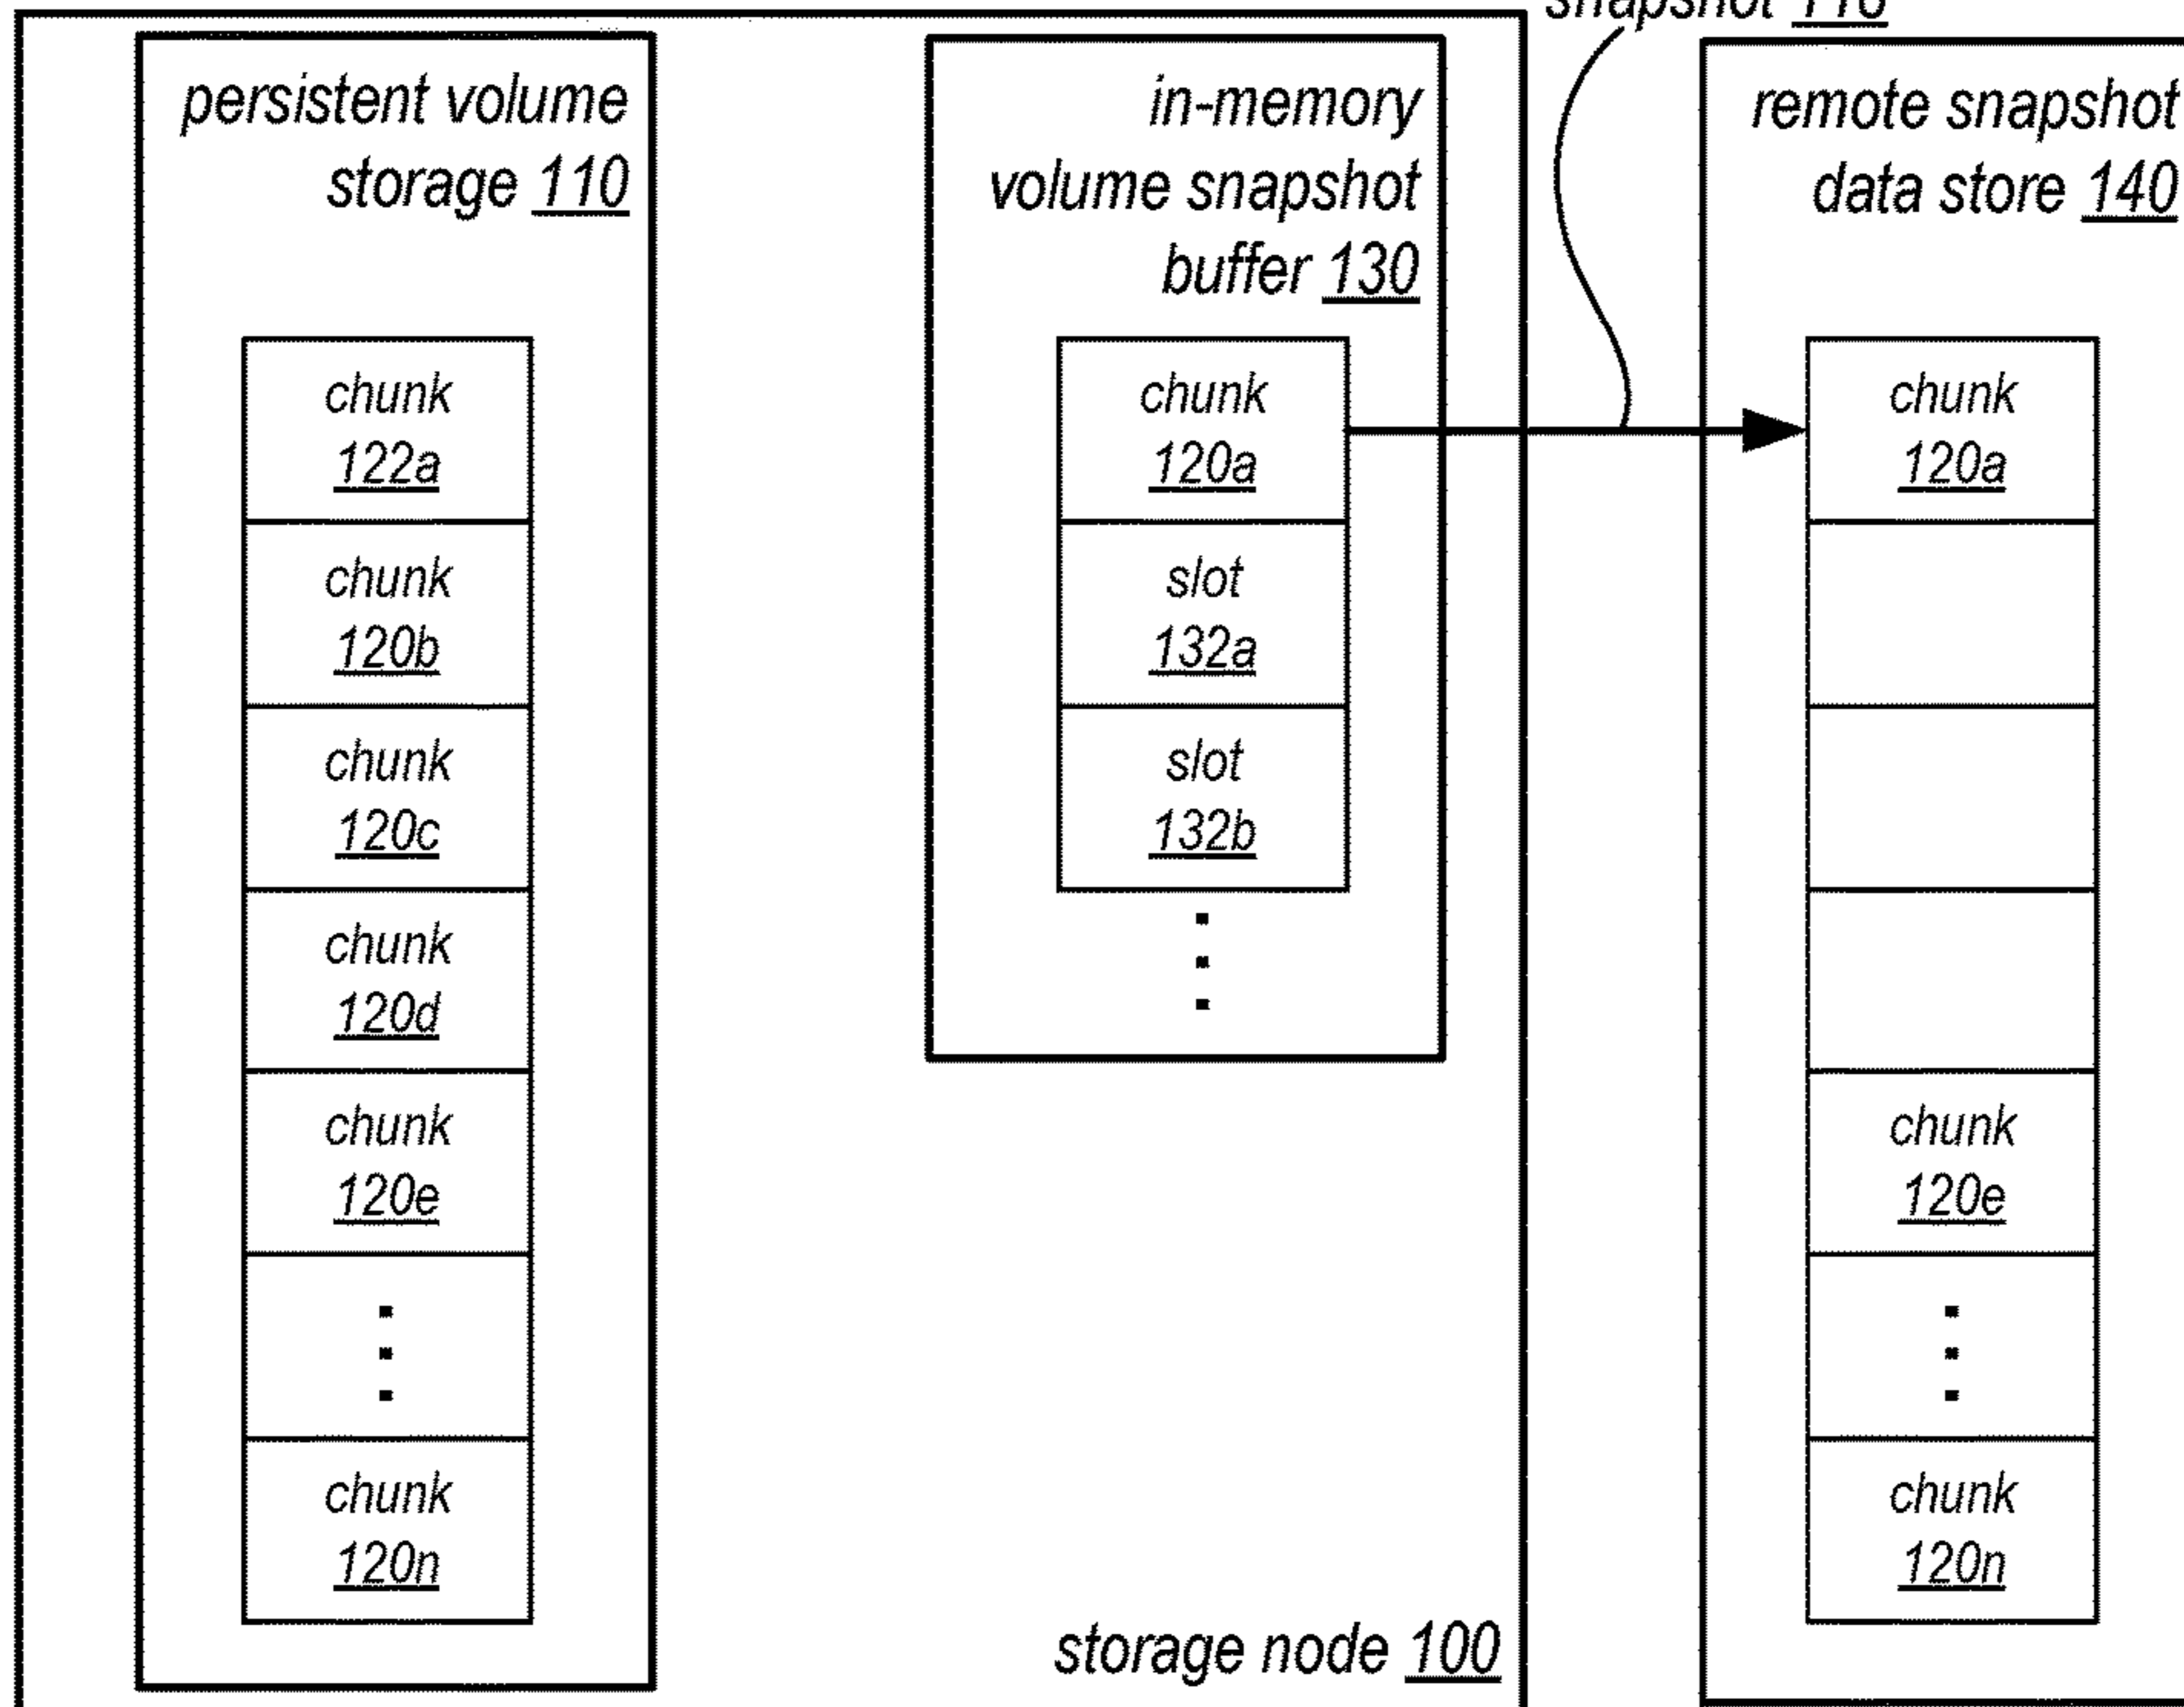 persistent volume
storage 110
chunk
122a
chunk
120b
chunk
120c
chunk
120d
chunk
120e
chunk
120n
in-memory
volume snapshot
buffer 130
chunk
120a
slot
132a
slot
132b
storage node 100
snapshot
remote snapshot
data store 140
chunk
120a
chunk
120e
chunk
120n